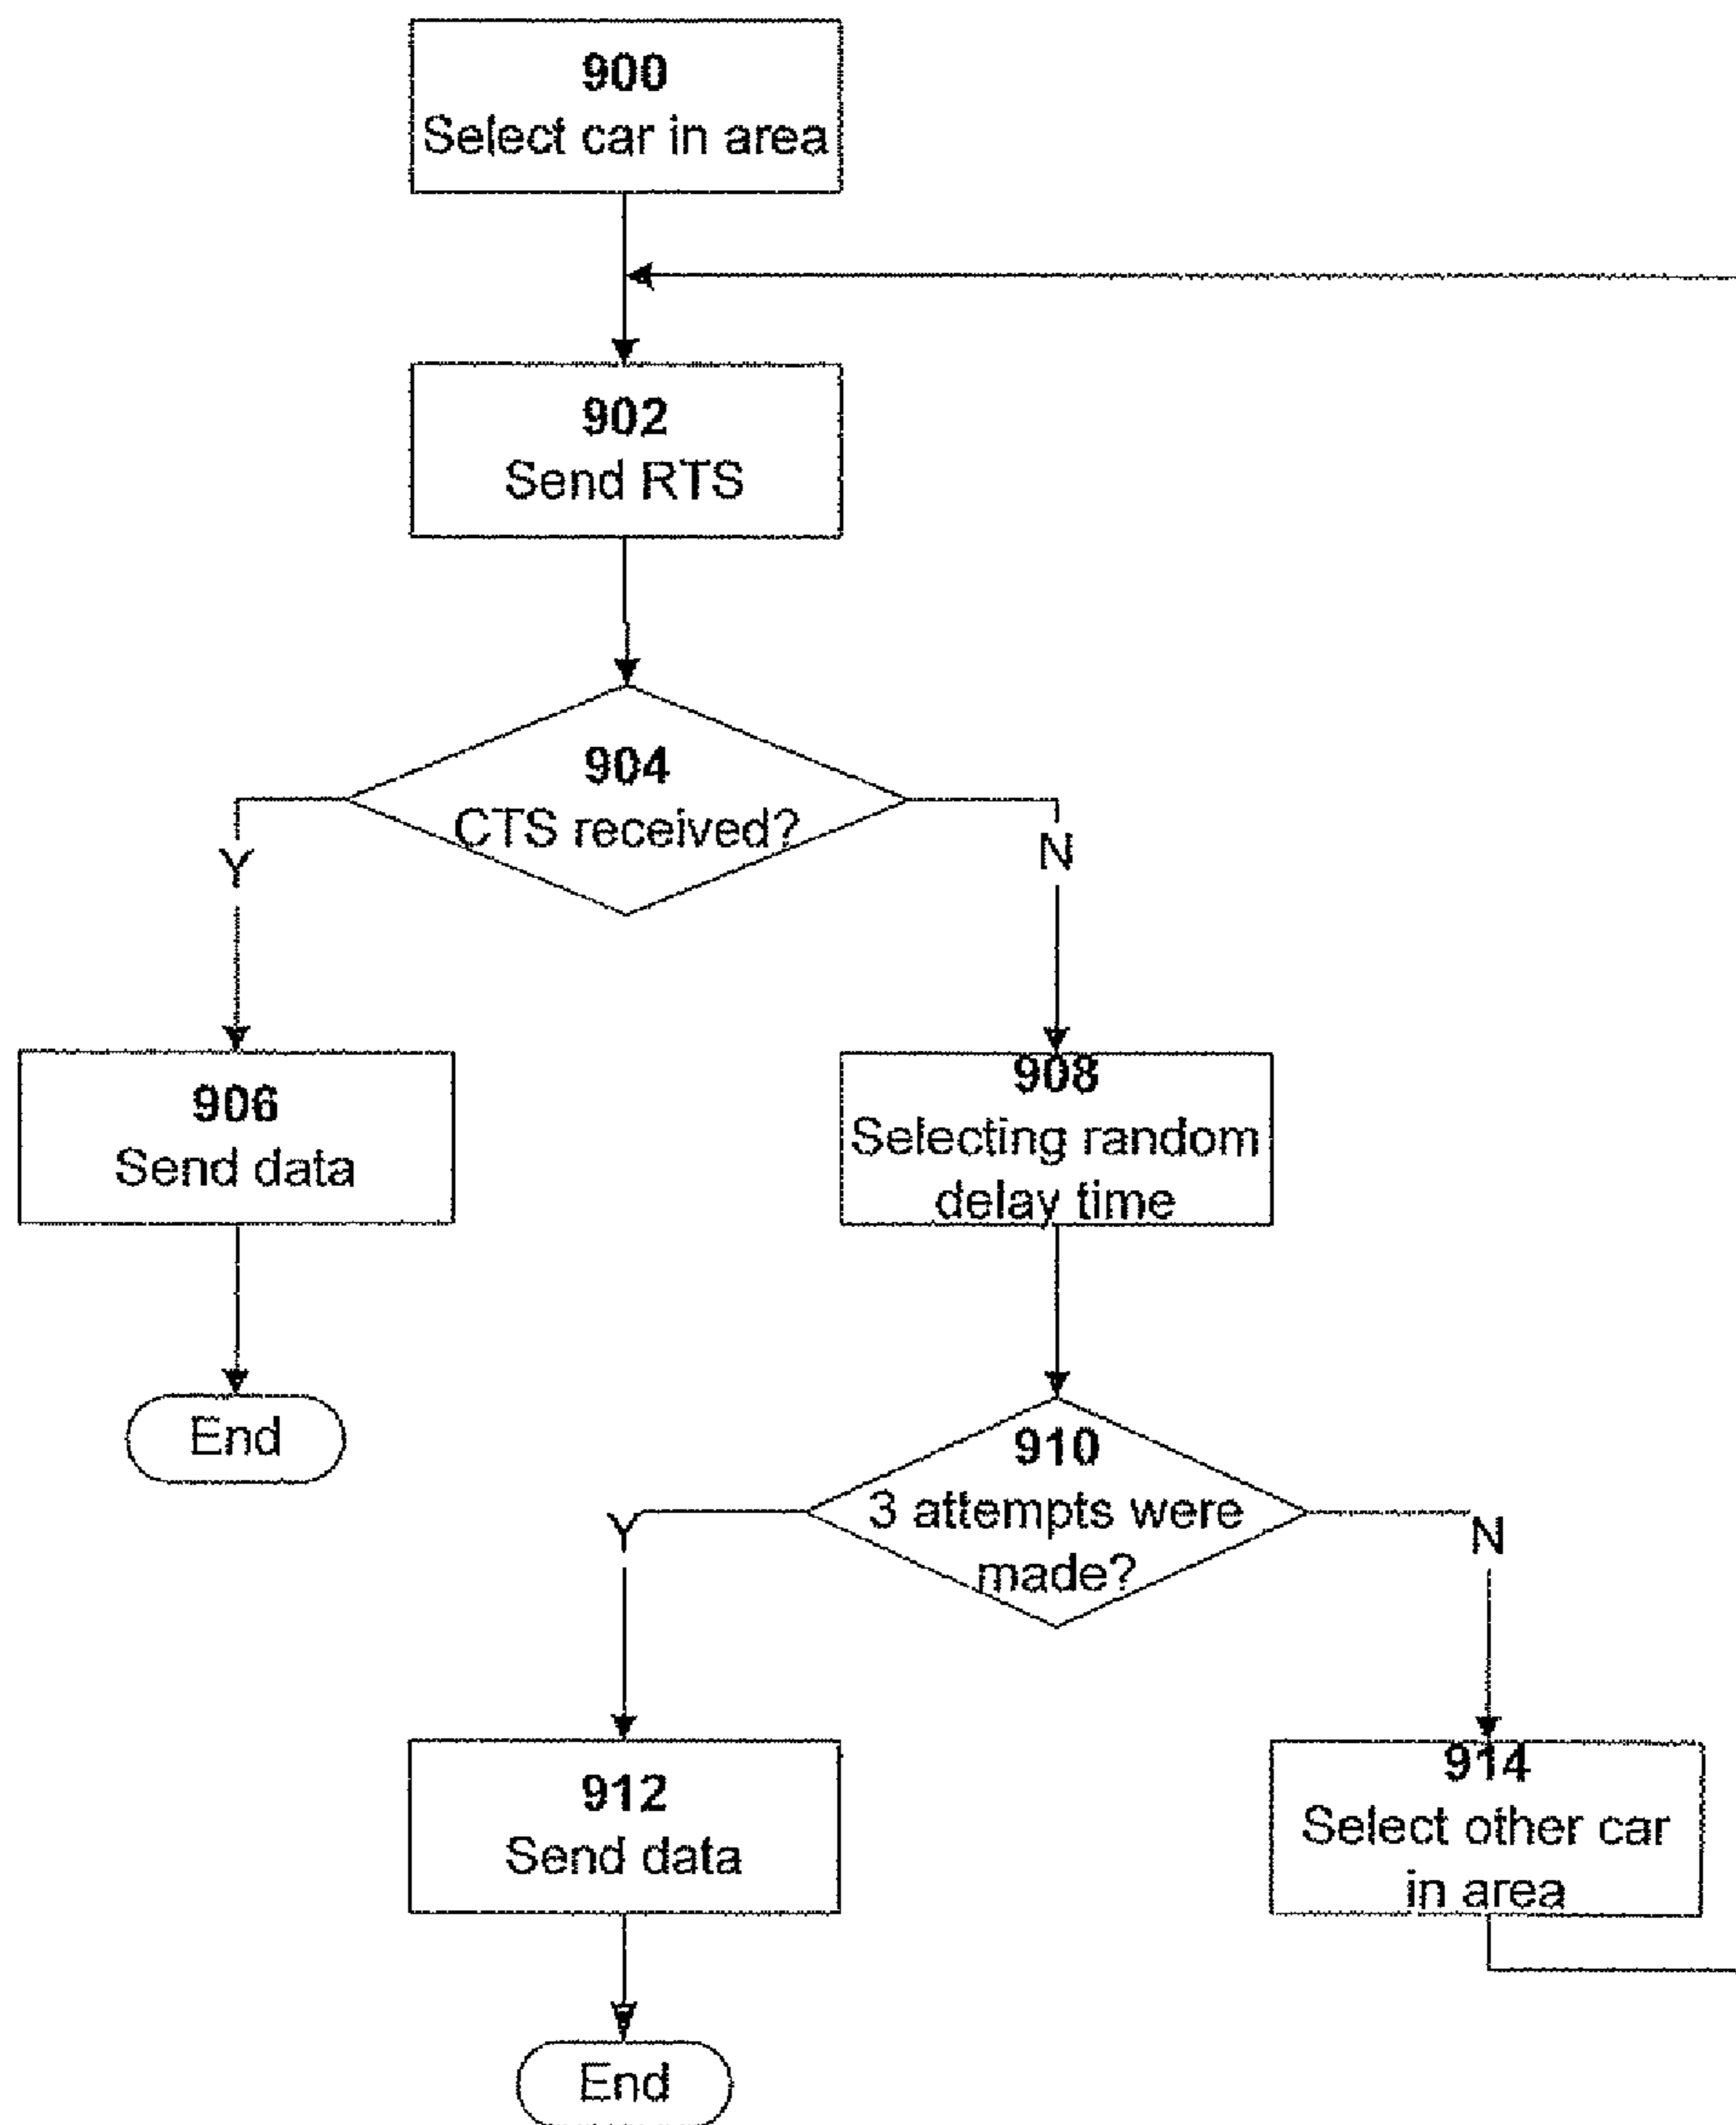 900
Select car in area
902
Send RTS
904
CTS received?
Y
N
906
Send data
908
Selecting random
delay time
End
910
3 attempts were
made?
Y
N
912
Send data
914
Select other car
in area
End